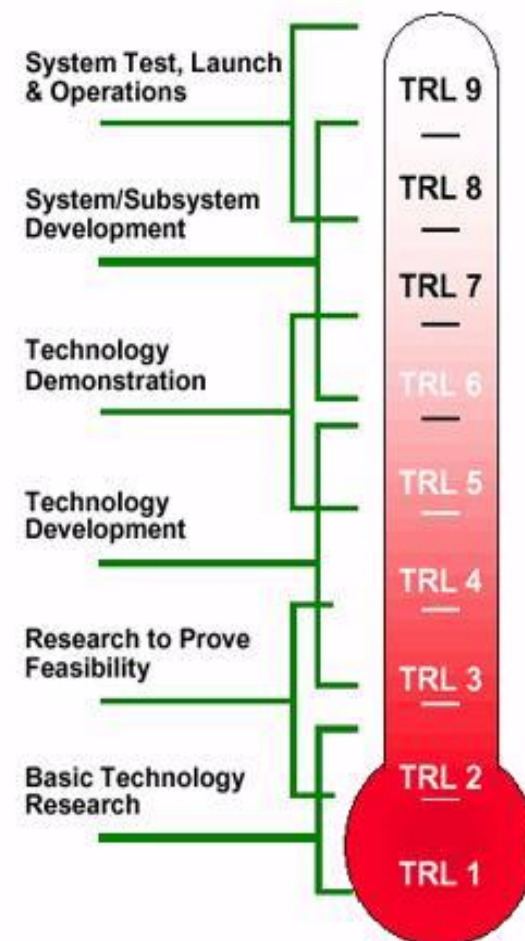 System Test, Launch
& Operations
System/Subsystem
Development
Technology
Demonstration
Technology
Development
Research to Prove
Feasibility
Basic Technology
Research
TRL 9
TRL 8
TRL 7
TRL 6
TRL 5
TRL 4
TRL 3
TRL 2
TRL 1